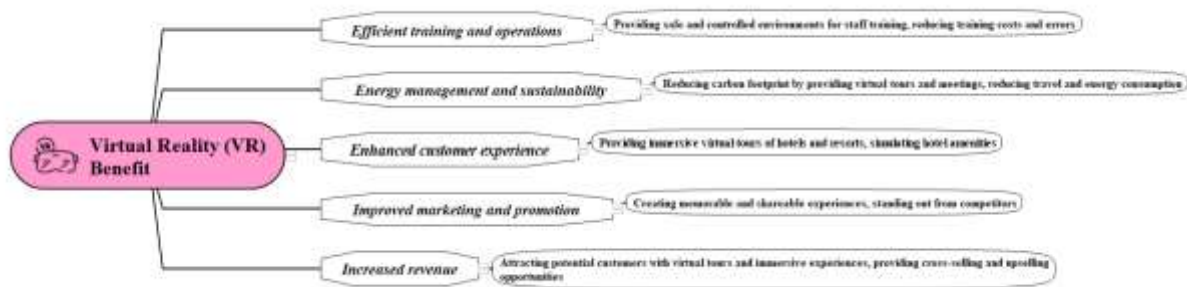 Efficient training and operations
Providing safe and controlled environments for staff training, reducing training costs and errors
Energy management and sustainability
Reducing carbon footprint by providing virtual tours and meetings, reducing travel and energy consumption
Virtual Reality (VR)
Benefit
Enhanced customer experience
Providing immersive virtual tours of hotels and resorts, simulating hotel amenities
Improved marketing and promotion
Creating memorable and shareable experiences, standing out from competitors
Increased revenue
Attracting potential customers with virtual tours and immersive experiences, providing cross-selling and upselling
opportunities